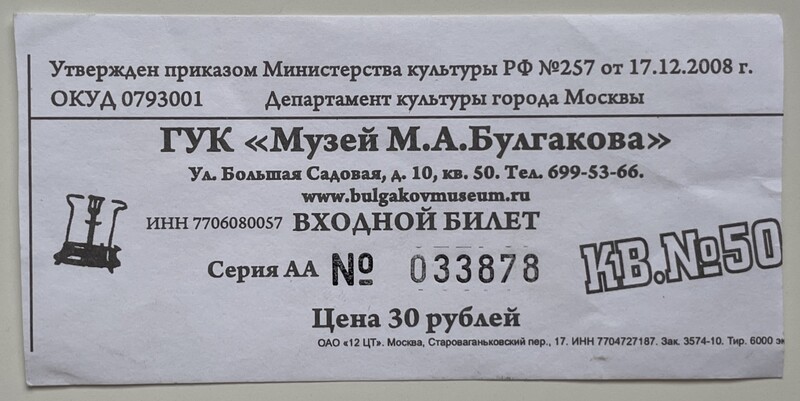 Утвержден приказом Министерства культуры РФ №257 от 17.12.2008 г.
ОКУД 0793001 Департамент культуры города Москвы
ГУК «Музей М.А.Булгакова»
Ул. Большая Садовая, д. 10, кв. 50. Тел. 699-53-66.
www.bulgakovmuseum.ru
ИНН 7706080057 ВХОДНОЙ БИЛЕТ
Серия АА № 033878
КВ.№50
Цена 30 рублей
ОАО «12 ЦТ». Москва, Староваганьковский пер., 17. ИНН 7704727187. Зак. 3574-10. Тир. 6000 эк